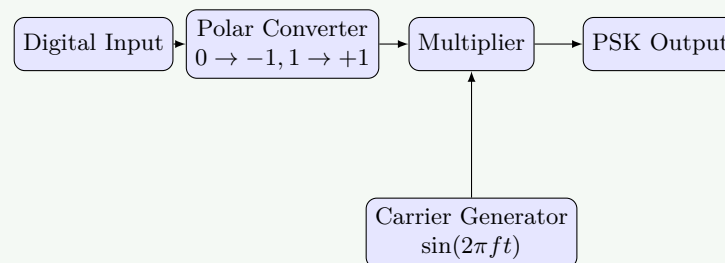 Digital Input
Polar Converter
0 → −1, 1 → +1
Multiplier
PSK Output
Carrier Generator
sin(2πft)